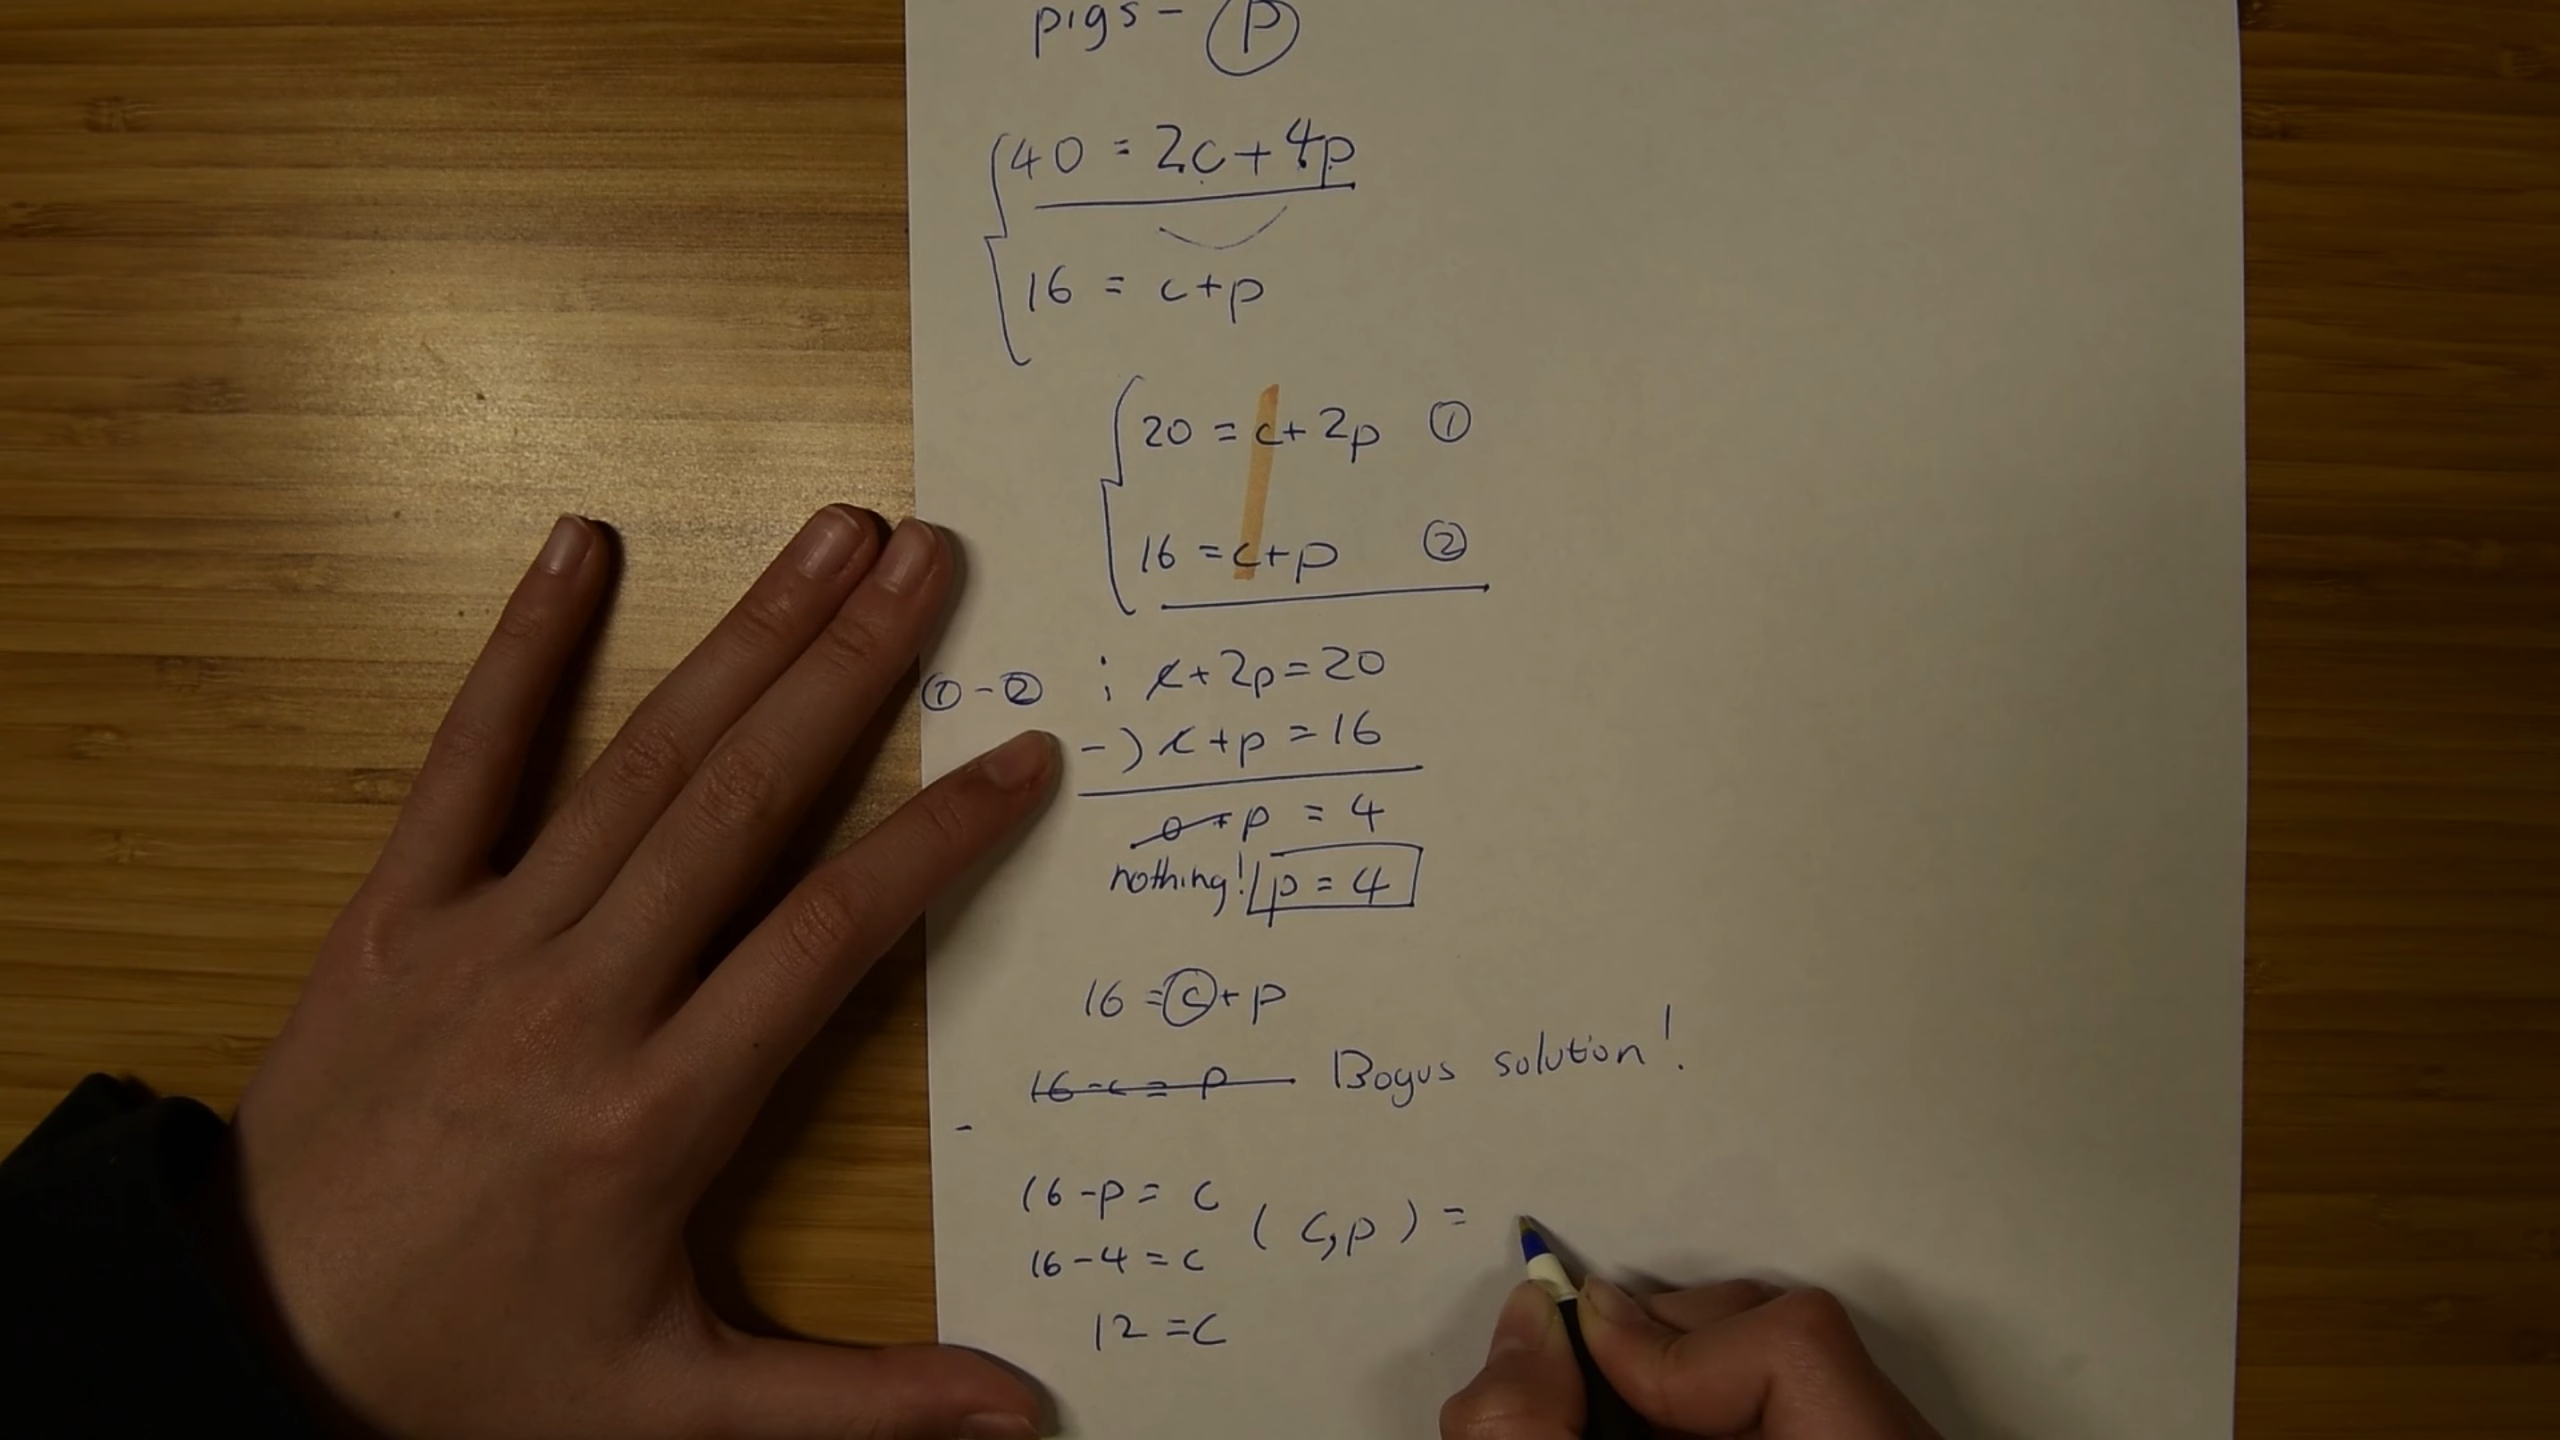 pigs - p
40 = 2c + 4p
16 = c+p
20 = c+ 2p ①
16 = c+p ②
① - ② : c + 2p = 20
-) c + p = 16
0 + p = 4
nothing! p = 4
16 = c + p
16 - c = p Bogus solution!
-
16 - p = c
(c,p) =
16 - 4 = c
12 = c